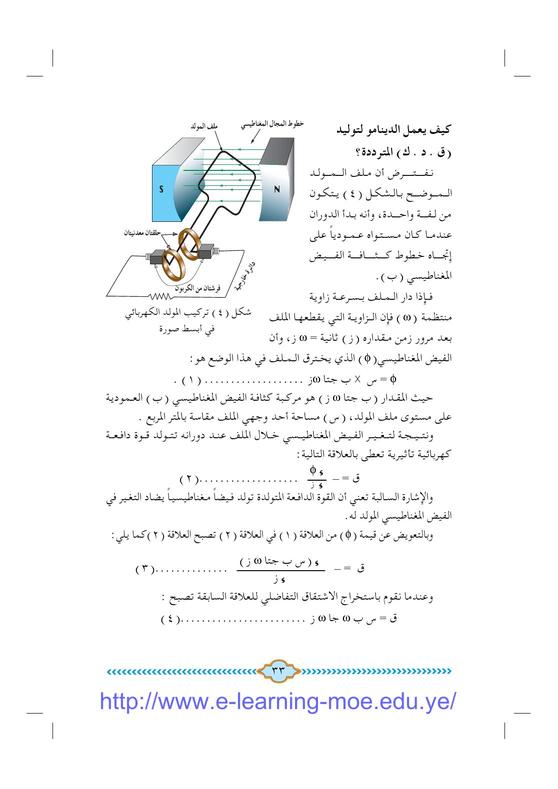 كيف يعمل الدينامو لتوليد
(ق . د . ك) المترددة؟
نفترض أن ملف المولد
الموضح بالشكل (٤) يتكون
من لفة واحدة، وأنه بدأ الدوران
عندما كان مستواه عمودياً على
إتجاه خطوط كثافة الفيض
المغناطيسي (ب).
فإذا دار الملف بسرعة زاوية
منتظمة (ω) فإن الزاوية التي يقطعها الملف
بعد مرور زمن مقداره (ز) ثانية = ω ز، وأن
خطوط المجال المغناطيسي
ملف المولد
S
N
حلقتان معدنيتان
فرشتان من الكربون
دائرة خارجية
شكل (٤) تركيب المولد الكهربائي
في أبسط صورة
الفيض المغناطيسي(ϕ) الذي يخترق الملف في هذا الوضع هو:
ϕ = س × ب جتا ωز ................... (١) .
حيث المقدار (ب جتا ω ز) هو مركبة كثافة الفيض المغناطيسي (ب) العمودية
على مستوى ملف المولد، (س) مساحة أحد وجهي الملف مقاسة بالمتر المربع .
ونتيجة لتغير الفيض المغناطيسي خلال الملف عند دورانه تتولد قوة دافعة
كهربائية تأثيرية تعطى بالعلاقة التالية:
ق = – ء ϕ / ء ز ...................(٢)
والإشارة السالبة تعني أن القوة الدافعة المتولدة تولد فيضاً مغناطيسياً يضاد التغير في
الفيض المغناطيسي المولد له.
وبالتعويض عن قيمة (ϕ) من العلاقة (١) في العلاقة (٢) تصبح العلاقة (٢)كما يلي:
ق = – ء (س ب جتا ω ز) / ء ز ..............(٣)
وعندما نقوم باستخراج الاشتقاق التفاضلي للعلاقة السابقة تصبح :
ق = س ب ω جا ω ز ........................(٤)
٣٣
http://www.e-learning-moe.edu.ye/